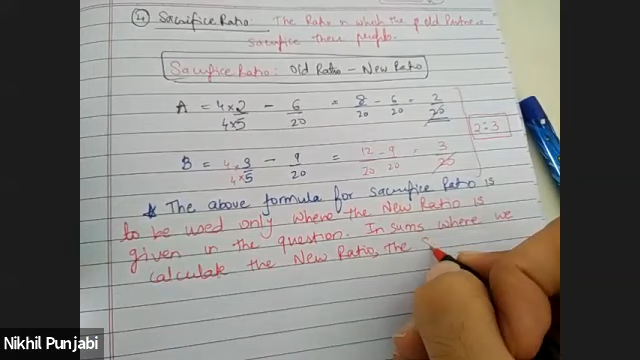 ④ Sacrifice Ratio: The Ratio in which the old Partners
sacrifice there profits.
Sacrifice Ratio: Old Ratio - New Ratio
A = 4×2/4×5 - 6/20 = 8/20 - 6/20 = 2/20
2:3
B = 4×3/4×5 - 9/20 = 12/20 - 9/20 = 3/20
* The above formula for sacrifice Ratio is
to be used only where the New Ratio is
given in the question. In sums where we
calculate the New Ratio, the S
Nikhil Punjabi